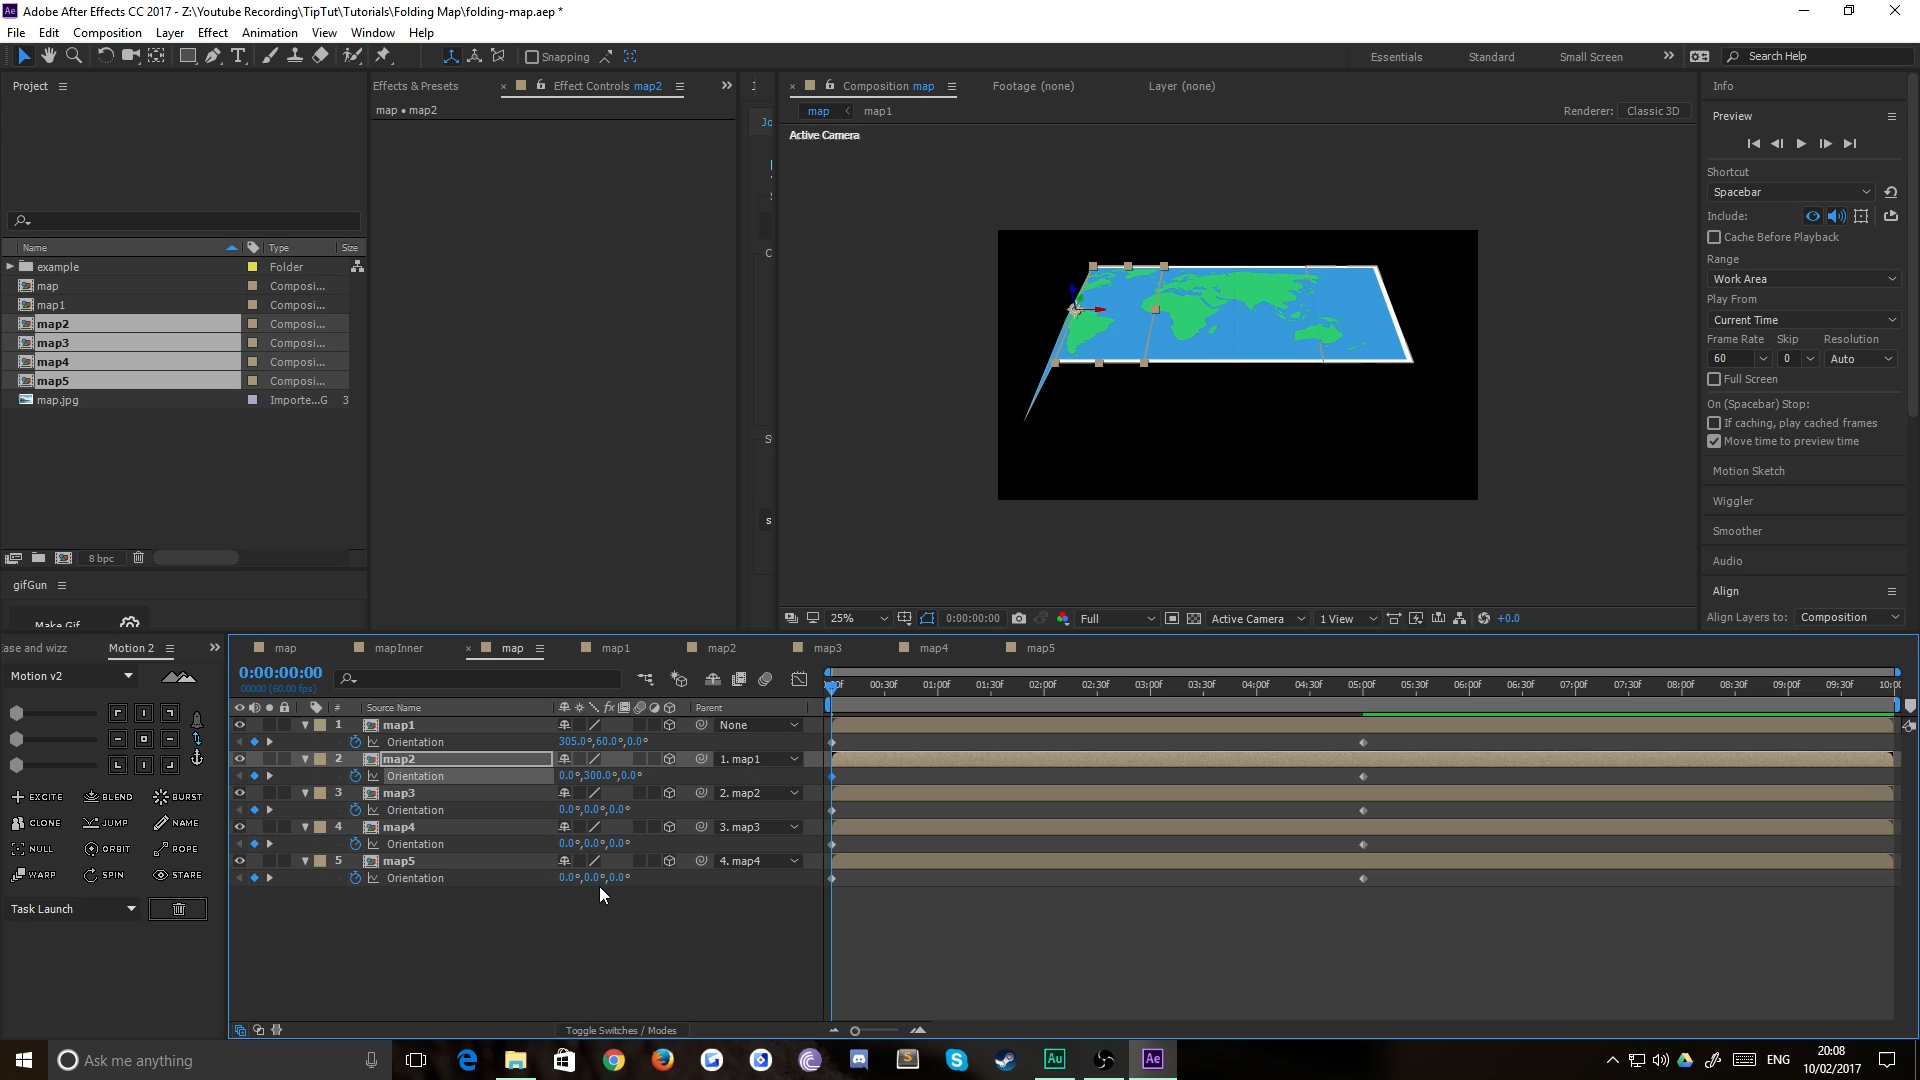 Ae Adobe After Effects CC 2017 - Z:\Youtube Recording\TipTut\Tutorials\Folding Map\folding-map.aep *
File Edit Composition Layer Effect Animation View Window Help
Snapping
Essentials Standard Small Screen Search Help
Project
Name Type Size
example Folder
map Composi...
map1 Composi...
map2 Composi...
map3 Composi...
map4 Composi...
map5 Composi...
map.jpg Importe...G 3
8 bpc
gifGun
Make Gif
Effects & Presets Effect Controls map2
map • map2
Composition map Footage (none) Layer (none)
map map1 Renderer: Classic 3D
Active Camera
25% 0:00:00:00 Full Active Camera 1 View +0.0
Info
Preview
Shortcut
Spacebar
Include:
Cache Before Playback
Range
Work Area
Play From
Current Time
Frame Rate Skip Resolution
60 0 Auto
Full Screen
On (Spacebar) Stop:
If caching, play cached frames
Move time to preview time
Motion Sketch
Wiggler
Smoother
Audio
Align
Align Layers to: Composition
ase and wizz Motion 2
Motion v2
EXCITE BLEND BURST
CLONE JUMP NAME
NULL ORBIT ROPE
WARP SPIN STARE
Task Launch
map mapInner map map1 map2 map3 map4 map5
0:00:00:00
00000 (60.00 fps)
00:30f 01:00f 01:30f 02:00f 02:30f 03:00f 03:30f 04:00f 04:30f 05:00f 05:30f 06:00f 06:30f 07:00f 07:30f 08:00f 08:30f 09:00f 09:30f 10:00
# Source Name fx Parent
1 map1 None
Orientation 305.0°,60.0°,0.0°
2 map2 1. map1
Orientation 0.0°,300.0°,0.0°
3 map3 2. map2
Orientation 0.0°,0.0°,0.0°
4 map4 3. map3
Orientation 0.0°,0.0°,0.0°
5 map5 4. map4
Orientation 0.0°,0.0°,0.0°
Toggle Switches / Modes
Ask me anything
Au
Ae
ENG
20:08
10/02/2017